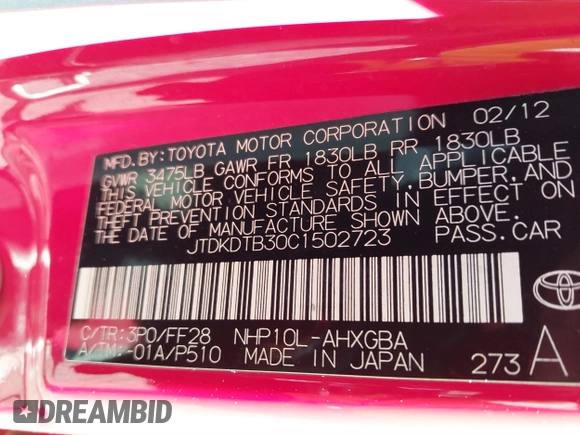 MFD. BY: TOYOTA MOTOR CORPORATION 02/12
GVWR 3475LB GAWR FR 1830LB RR 1830LB
THIS VEHICLE CONFORMS TO ALL APPLICABLE
FEDERAL MOTOR VEHICLE SAFETY, BUMPER, AND
THEFT PREVENTION STANDARDS IN EFFECT ON
THE DATE OF MANUFACTURE SHOWN ABOVE.
JTDKDTB30C1502723 PASS.CAR
C/TR:3P0/FF28 NHP10L-AHXGBA
A/TM:-01A/P510 MADE IN JAPAN 273 A
DREAMBID